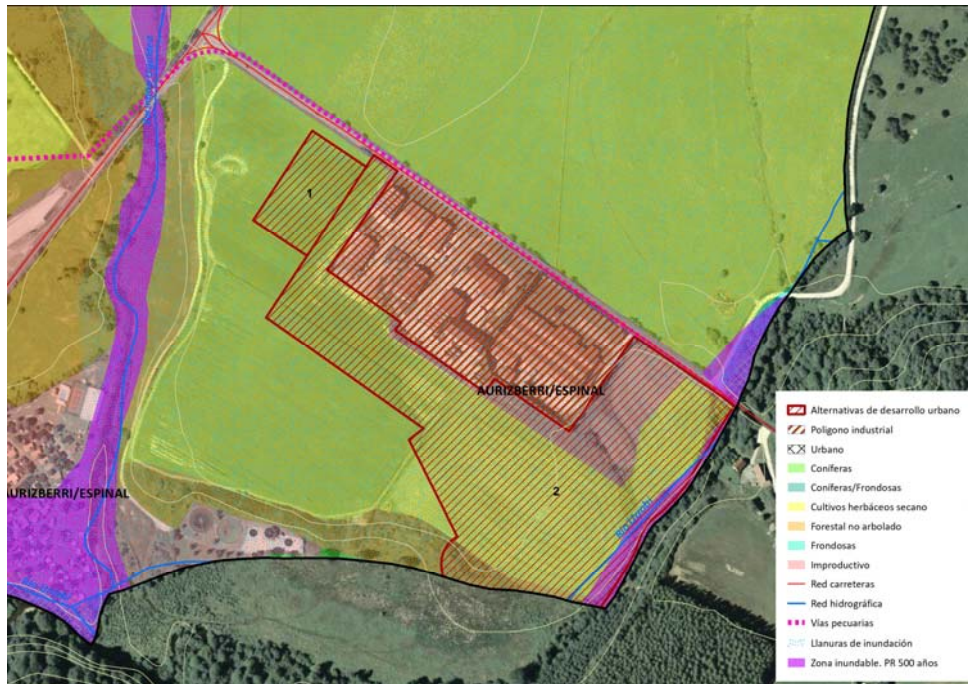 1
AURIZBERRI/ESPINAL
2
AURIZBERRI/ESPINAL
Alternativas de desarrollo urbano
Poligono industrial
Urbano
Coníferas
Coníferas/Frondosas
Cultivos herbáceos secano
Forestal no arbolado
Frondosas
Improductivo
Red carreteras
Red hidrográfica
Vías pecuarias
Llanuras de inundación
Zona inundable. PR 500 años